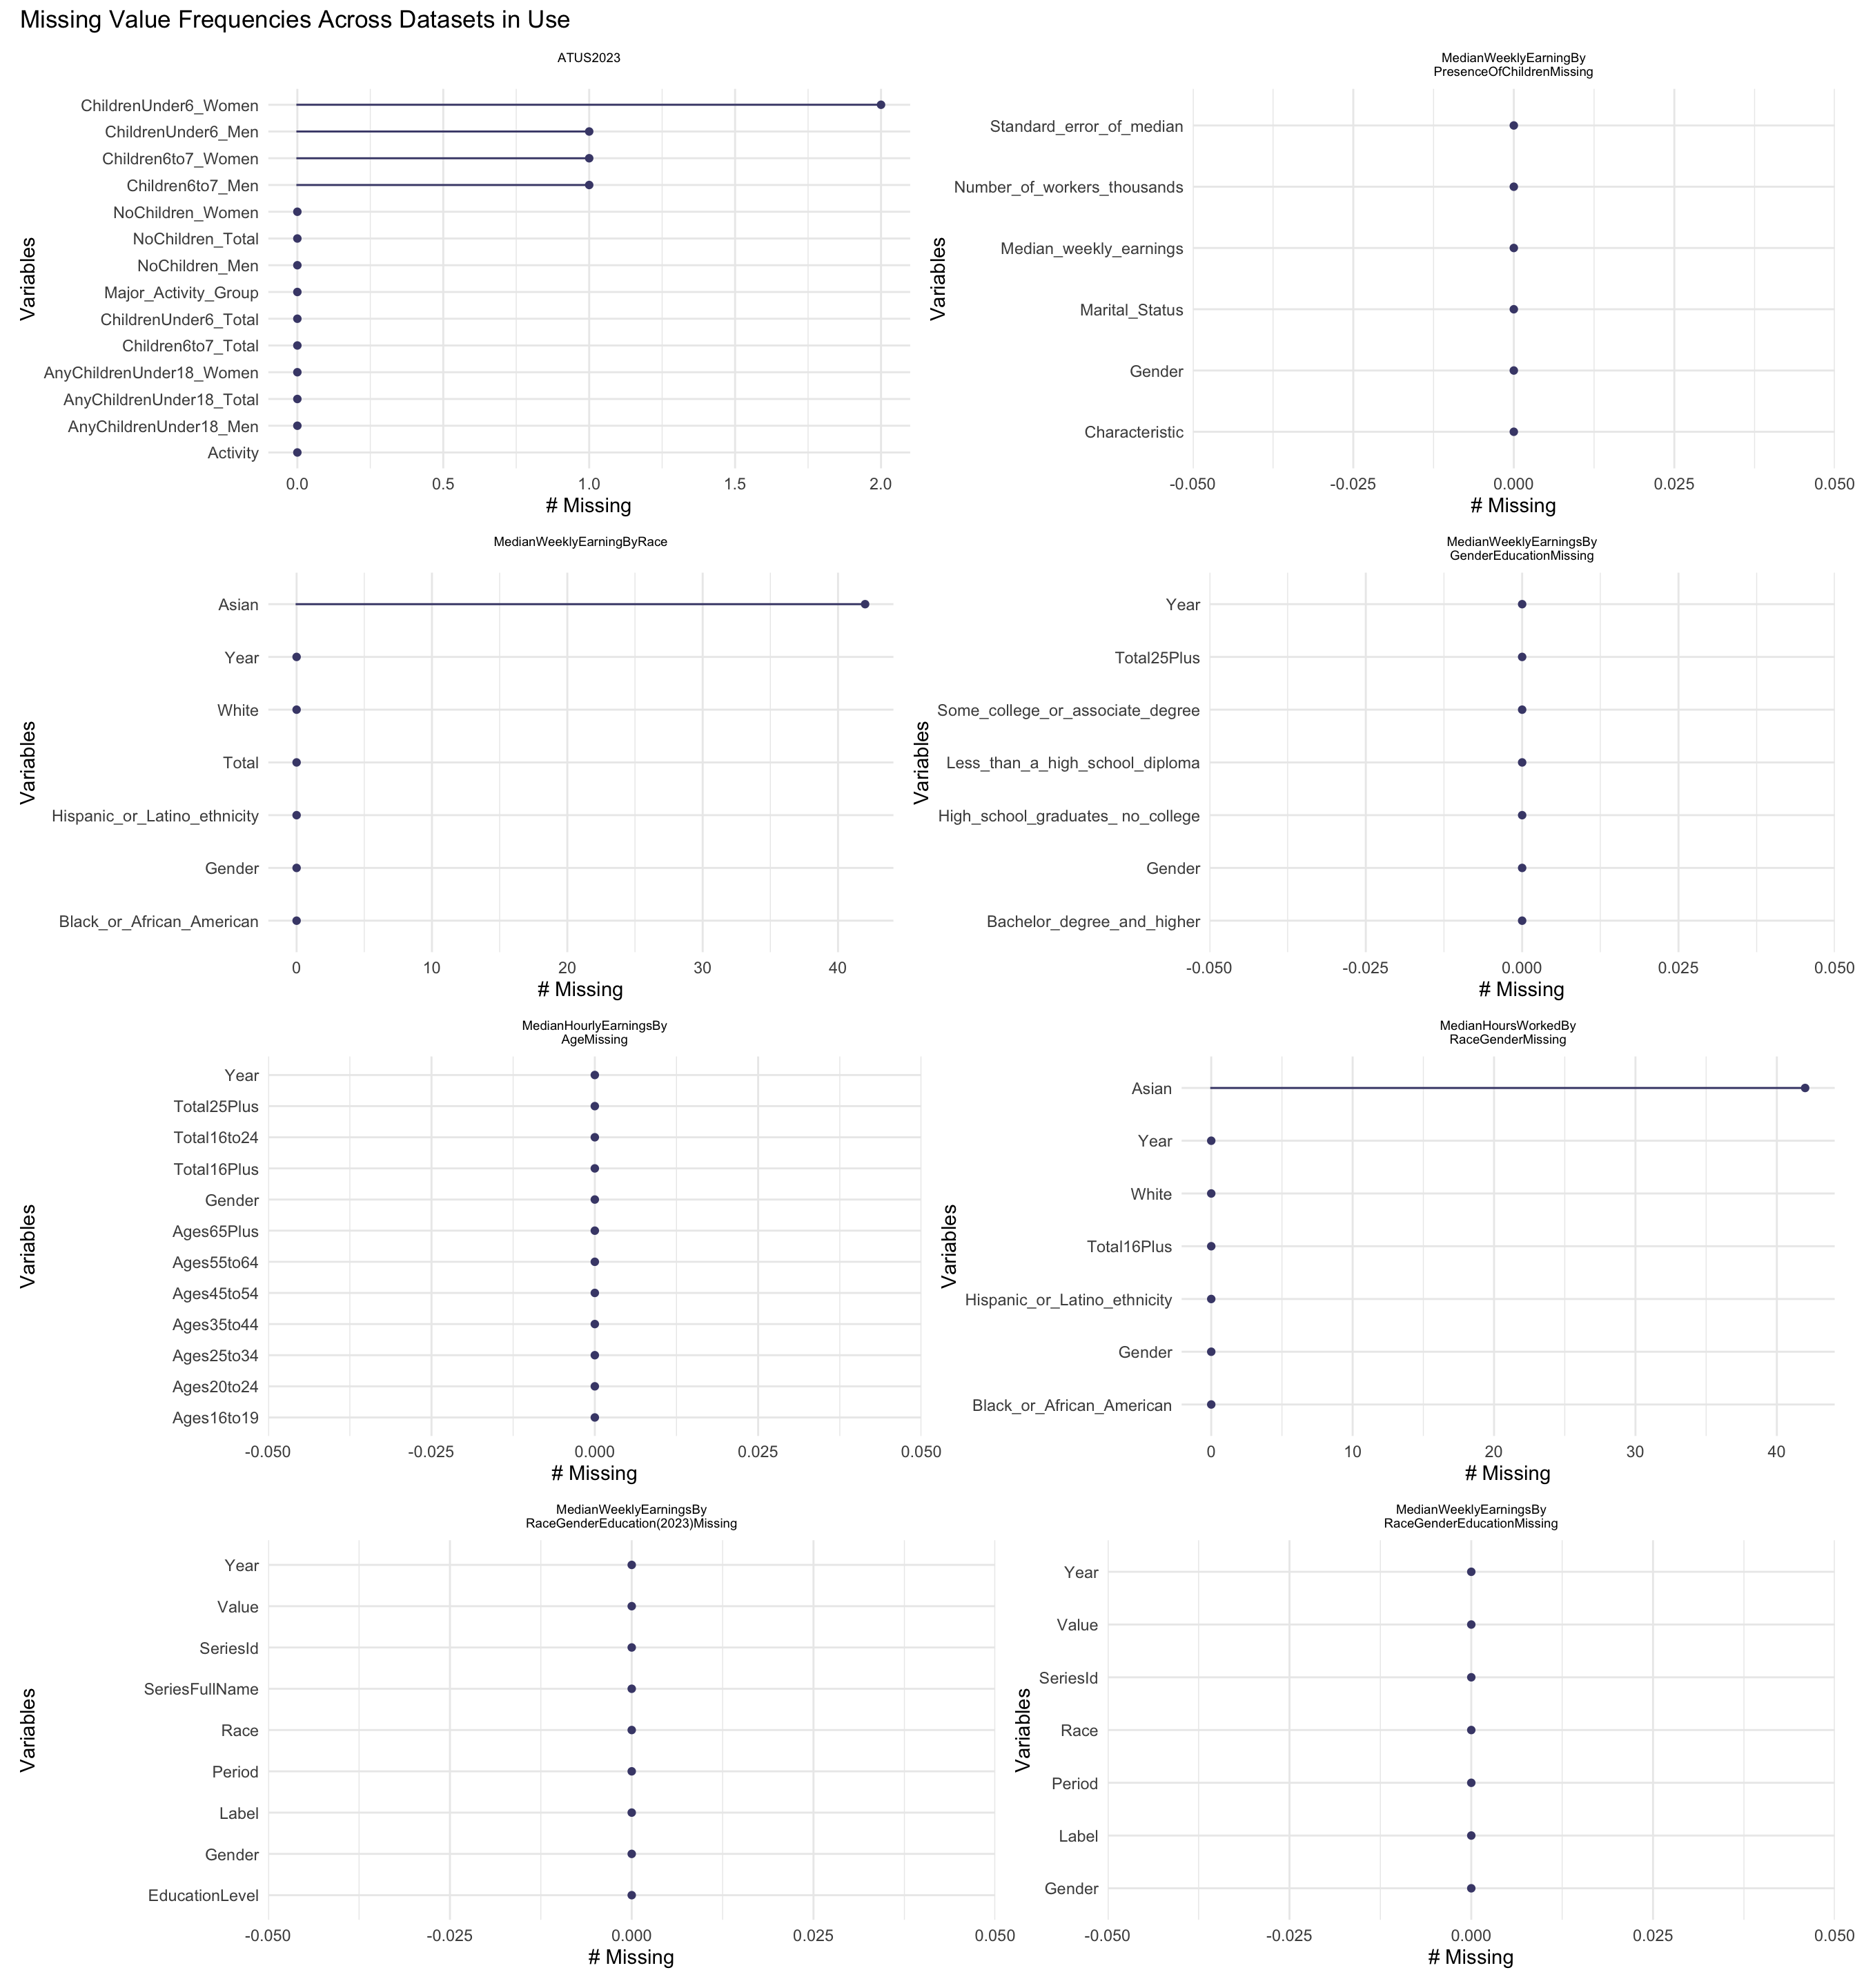 Missing Value Frequencies Across Datasets in Use
ATUS2023
Variables
ChildrenUnder6_Women
ChildrenUnder6_Men
Children6to7_Women
Children6to7_Men
NoChildren_Women
NoChildren_Total
NoChildren_Men
Major_Activity_Group
ChildrenUnder6_Total
Children6to7_Total
AnyChildrenUnder18_Women
AnyChildrenUnder18_Total
AnyChildrenUnder18_Men
Activity
0.0 0.5 1.0 1.5 2.0
# Missing
MedianWeeklyEarningBy
PresenceOfChildrenMissing
Variables
Standard_error_of_median
Number_of_workers_thousands
Median_weekly_earnings
Marital_Status
Gender
Characteristic
-0.050 -0.025 0.000 0.025 0.050
# Missing
MedianWeeklyEarningByRace
Variables
Asian
Year
White
Total
Hispanic_or_Latino_ethnicity
Gender
Black_or_African_American
0 10 20 30 40
# Missing
MedianWeeklyEarningsBy
GenderEducationMissing
Variables
Year
Total25Plus
Some_college_or_associate_degree
Less_than_a_high_school_diploma
High_school_graduates_ no_college
Gender
Bachelor_degree_and_higher
-0.050 -0.025 0.000 0.025 0.050
# Missing
MedianHourlyEarningsBy
AgeMissing
Variables
Year
Total25Plus
Total16to24
Total16Plus
Gender
Ages65Plus
Ages55to64
Ages45to54
Ages35to44
Ages25to34
Ages20to24
Ages16to19
-0.050 -0.025 0.000 0.025 0.050
# Missing
MedianHoursWorkedBy
RaceGenderMissing
Variables
Asian
Year
White
Total16Plus
Hispanic_or_Latino_ethnicity
Gender
Black_or_African_American
0 10 20 30 40
# Missing
MedianWeeklyEarningsBy
RaceGenderEducation(2023)Missing
Variables
Year
Value
SeriesId
SeriesFullName
Race
Period
Label
Gender
EducationLevel
-0.050 -0.025 0.000 0.025 0.050
# Missing
MedianWeeklyEarningsBy
RaceGenderEducationMissing
Variables
Year
Value
SeriesId
Race
Period
Label
Gender
-0.050 -0.025 0.000 0.025 0.050
# Missing